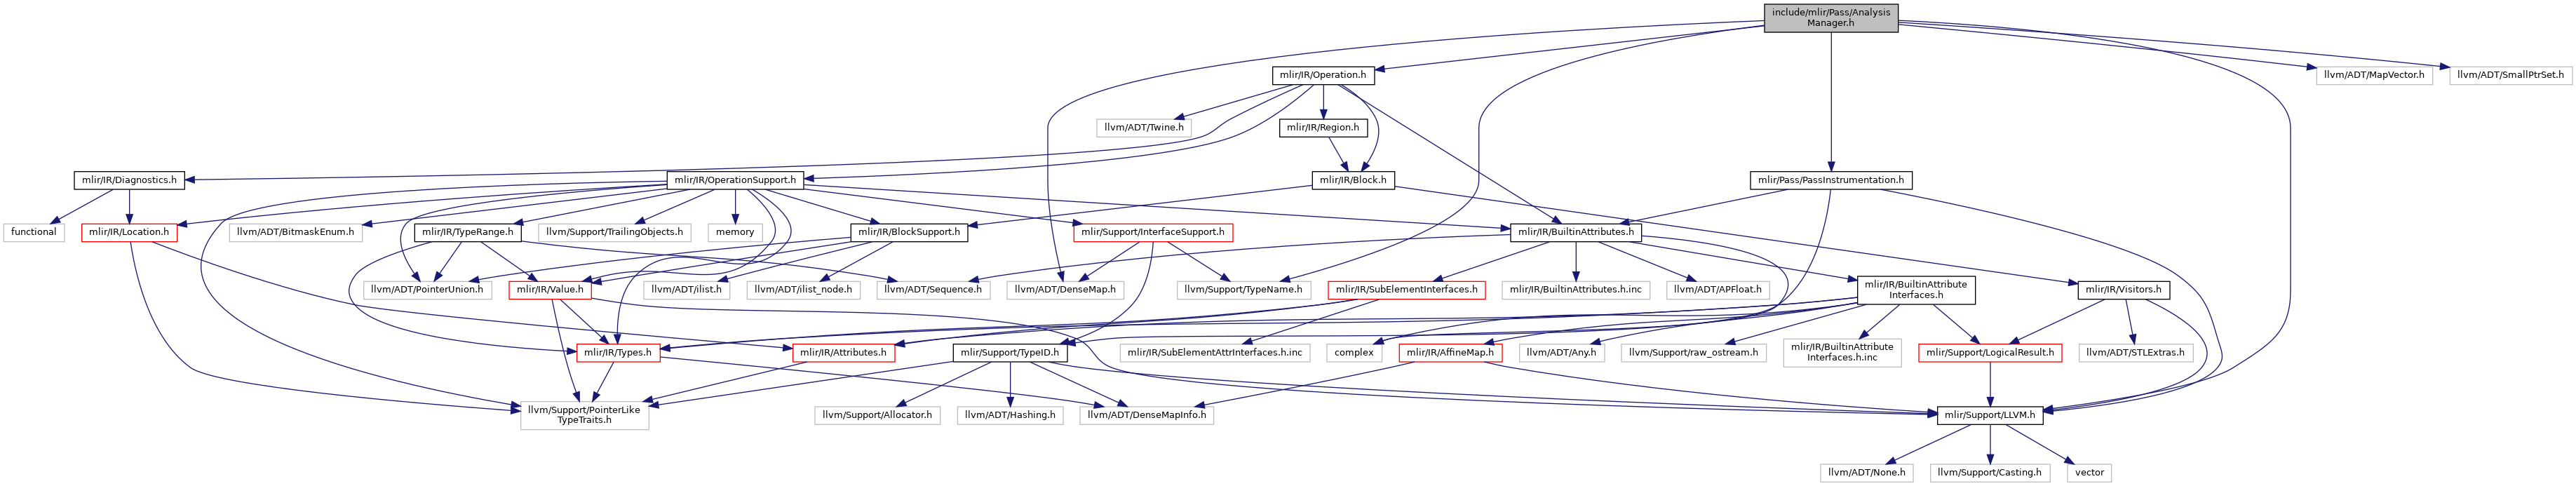 include/mlir/Pass/Analysis
Manager.h
mlir/IR/Operation.h
llvm/ADT/MapVector.h
llvm/ADT/SmallPtrSet.h
llvm/ADT/Twine.h
mlir/IR/Region.h
mlir/IR/Diagnostics.h
mlir/IR/OperationSupport.h
mlir/IR/Block.h
mlir/Pass/PassInstrumentation.h
functional
mlir/IR/Location.h
llvm/ADT/BitmaskEnum.h
mlir/IR/TypeRange.h
llvm/Support/TrailingObjects.h
memory
mlir/IR/BlockSupport.h
mlir/Support/InterfaceSupport.h
mlir/IR/BuiltinAttributes.h
llvm/ADT/PointerUnion.h
mlir/IR/Value.h
llvm/ADT/ilist.h
llvm/ADT/ilist_node.h
llvm/ADT/Sequence.h
llvm/ADT/DenseMap.h
llvm/Support/TypeName.h
mlir/IR/SubElementInterfaces.h
mlir/IR/BuiltinAttributes.h.inc
llvm/ADT/APFloat.h
mlir/IR/BuiltinAttribute
Interfaces.h
mlir/IR/Visitors.h
mlir/IR/Types.h
mlir/IR/Attributes.h
mlir/Support/TypeID.h
mlir/IR/SubElementAttrInterfaces.h.inc
complex
mlir/IR/AffineMap.h
llvm/ADT/Any.h
llvm/Support/raw_ostream.h
mlir/IR/BuiltinAttribute
Interfaces.h.inc
mlir/Support/LogicalResult.h
llvm/ADT/STLExtras.h
llvm/Support/PointerLike
TypeTraits.h
llvm/Support/Allocator.h
llvm/ADT/Hashing.h
llvm/ADT/DenseMapInfo.h
mlir/Support/LLVM.h
llvm/ADT/None.h
llvm/Support/Casting.h
vector